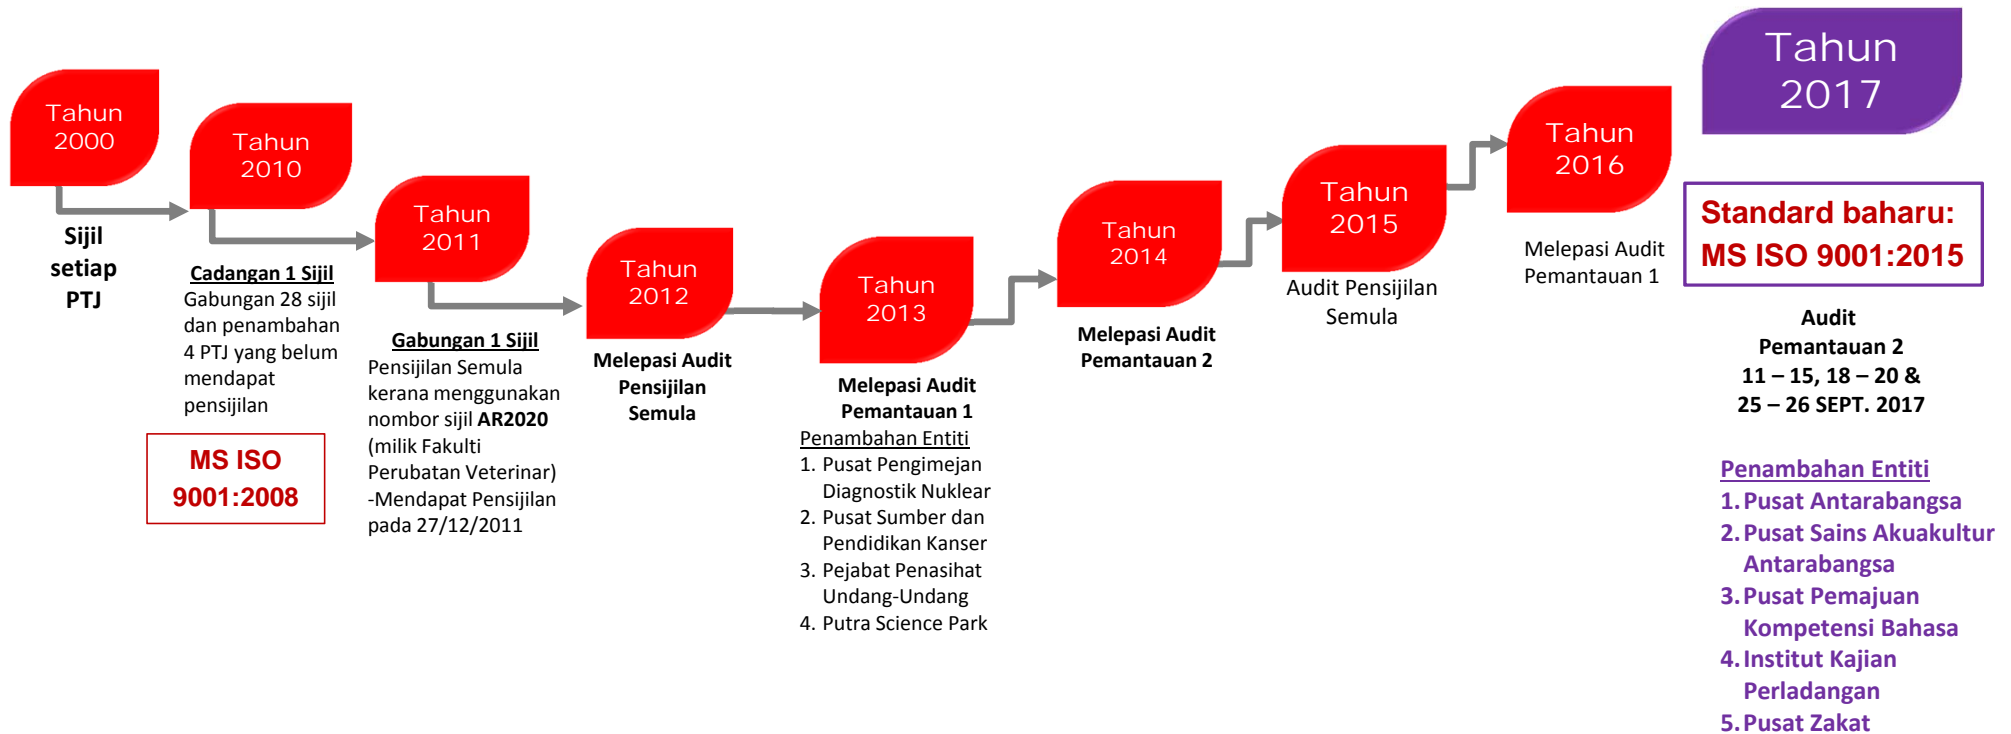 Tahun
2000
Sijil
setiap
PTJ
Tahun
2010
Cadangan 1 Sijil
Gabungan 28 sijil
dan penambahan
4 PTJ yang belum
mendapat
pensijilan
MS ISO
9001:2008
Tahun
2011
Gabungan 1 Sijil
Pensijilan Semula
kerana menggunakan
nombor sijil AR2020
(milik Fakulti
Perubatan Veterinar)
-Mendapat Pensijilan
pada 27/12/2011
Tahun
2012
Melepasi Audit
Pensijilan
Semula
Tahun
2013
Melepasi Audit
Pemantauan 1
Penambahan Entiti
1. Pusat Pengimejan
Diagnostik Nuklear
2. Pusat Sumber dan
Pendidikan Kanser
3. Pejabat Penasihat
Undang-Undang
4. Putra Science Park
Tahun
2014
Melepasi Audit
Pemantauan 2
Tahun
2015
Audit Pensijilan
Semula
Tahun
2016
Melepasi Audit
Pemantauan 1
Tahun
2017
Standard baharu:
MS ISO 9001:2015
Audit
Pemantauan 2
11 – 15, 18 – 20 &
25 – 26 SEPT. 2017
Penambahan Entiti
1. Pusat Antarabangsa
2. Pusat Sains Akuakultur
Antarabangsa
3. Pusat Pemajuan
Kompetensi Bahasa
4. Institut Kajian
Perladangan
5. Pusat Zakat